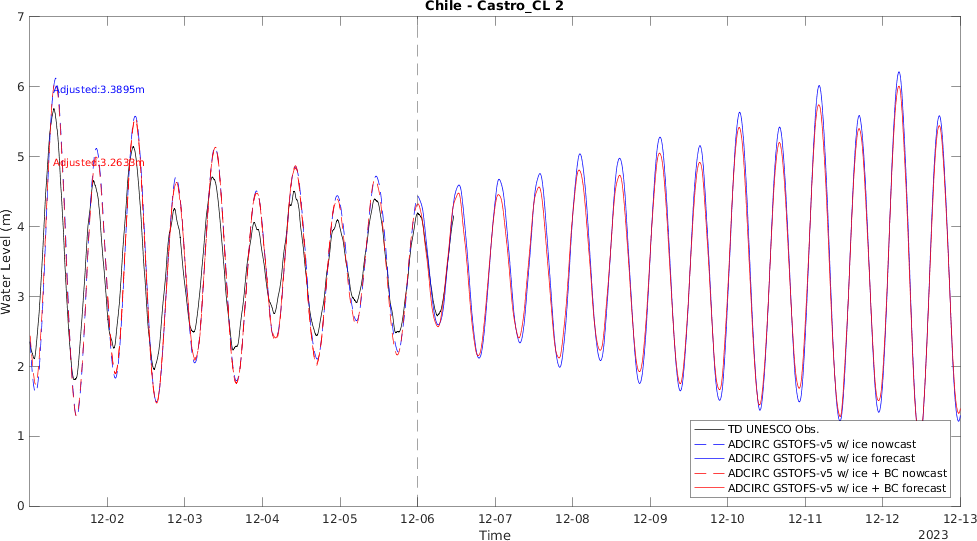 Chile - Castro_CL 2
7
6
5
4
3
2
1
0
Water Level (m)
Adjusted:3.3895m
Adjusted:3.2633m
TD UNESCO Obs.
ADCIRC GSTOFS-v5 w/ ice nowcast
ADCIRC GSTOFS-v5 w/ ice forecast
ADCIRC GSTOFS-v5 w/ ice + BC nowcast
ADCIRC GSTOFS-v5 w/ ice + BC forecast
12-02 12-03 12-04 12-05 12-06 12-07 12-08 12-09 12-10 12-11 12-12 12-13
Time
2023